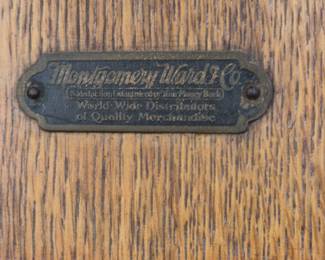 Montgomery Ward & Co.
(Satisfaction Guaranteed or Your Money Back)
World Wide Distributors
of Quality Merchandise